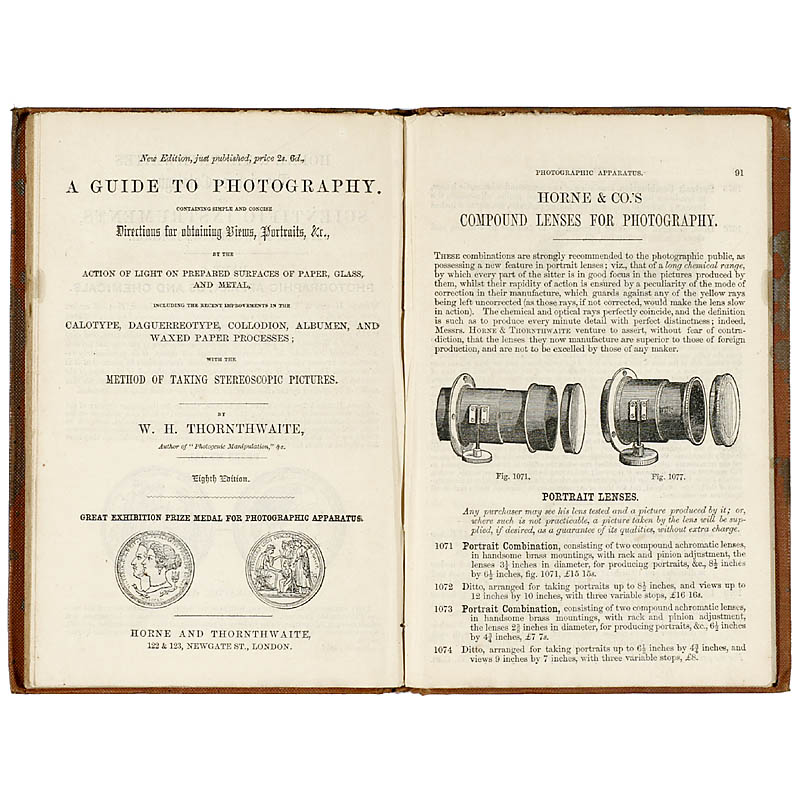 New Edition, just published, price 2s. 6d.,
A GUIDE TO PHOTOGRAPHY.
CONTAINING SIMPLE AND CONCISE
Directions for obtaining Views, Portraits, &c.,
BY THE
ACTION OF LIGHT ON PREPARED SURFACES OF PAPER, GLASS,
AND METAL,
INCLUDING THE RECENT IMPROVEMENTS IN THE
CALOTYPE, DAGUERREOTYPE, COLLODION, ALBUMEN, AND
WAXED PAPER PROCESSES;
WITH THE
METHOD OF TAKING STEREOSCOPIC PICTURES.
BY
W. H. THORNTHWAITE,
Author of "Photogenic Manipulation," &c.
Eighth Edition.
GREAT EXHIBITION PRIZE MEDAL FOR PHOTOGRAPHIC APPARATUS.
HORNE AND THORNTHWAITE,
122 & 123, NEWGATE ST., LONDON.
PHOTOGRAPHIC APPARATUS. 91
HORNE & CO.'S
COMPOUND LENSES FOR PHOTOGRAPHY.
THESE combinations are strongly recommended to the photographic public, as
possessing a new feature in portrait lenses; viz., that of a long chemical range,
by which every part of the sitter is in good focus in the pictures produced by
them, whilst their rapidity of action is ensured by a peculiarity of the mode of
correction in their manufacture, which guards against any of the yellow rays
being left uncorrected (as those rays, if not corrected, would make the lens slow
in action). The chemical and optical rays perfectly coincide, and the definition
is such as to produce every minute detail with perfect distinctness; indeed,
Messrs. HORNE & THORNTHWAITE venture to assert, without fear of contra-
diction, that the lenses they now manufacture are superior to those of foreign
production, and are not to be excelled by those of any maker.
Fig. 1071. Fig. 1077.
PORTRAIT LENSES.
Any purchaser may see his lens tested and a picture produced by it; or,
where such is not practicable, a picture taken by the lens will be sup-
plied, if desired, as a guarantee of its qualities, without extra charge.
1071 Portrait Combination, consisting of two compound achromatic lenses,
in handsome brass mountings, with rack and pinion adjustment, the
lenses 3¼ inches in diameter, for producing portraits, &c., 8½ inches
by 6½ inches, fig. 1071, £15 15s.
1072 Ditto, arranged for taking portraits up to 8½ inches, and views up to
12 inches by 10 inches, with three variable stops, £16 16s.
1073 Portrait Combination, consisting of two compound achromatic lenses,
in handsome brass mountings, with rack and pinion adjustment,
the lenses 2¾ inches in diameter, for producing portraits, &c., 6½ inches
by 4¾ inches, £7 7s.
1074 Ditto, arranged for taking portraits up to 6½ inches by 4¾ inches, and
views 9 inches by 7 inches, with three variable stops, £8.